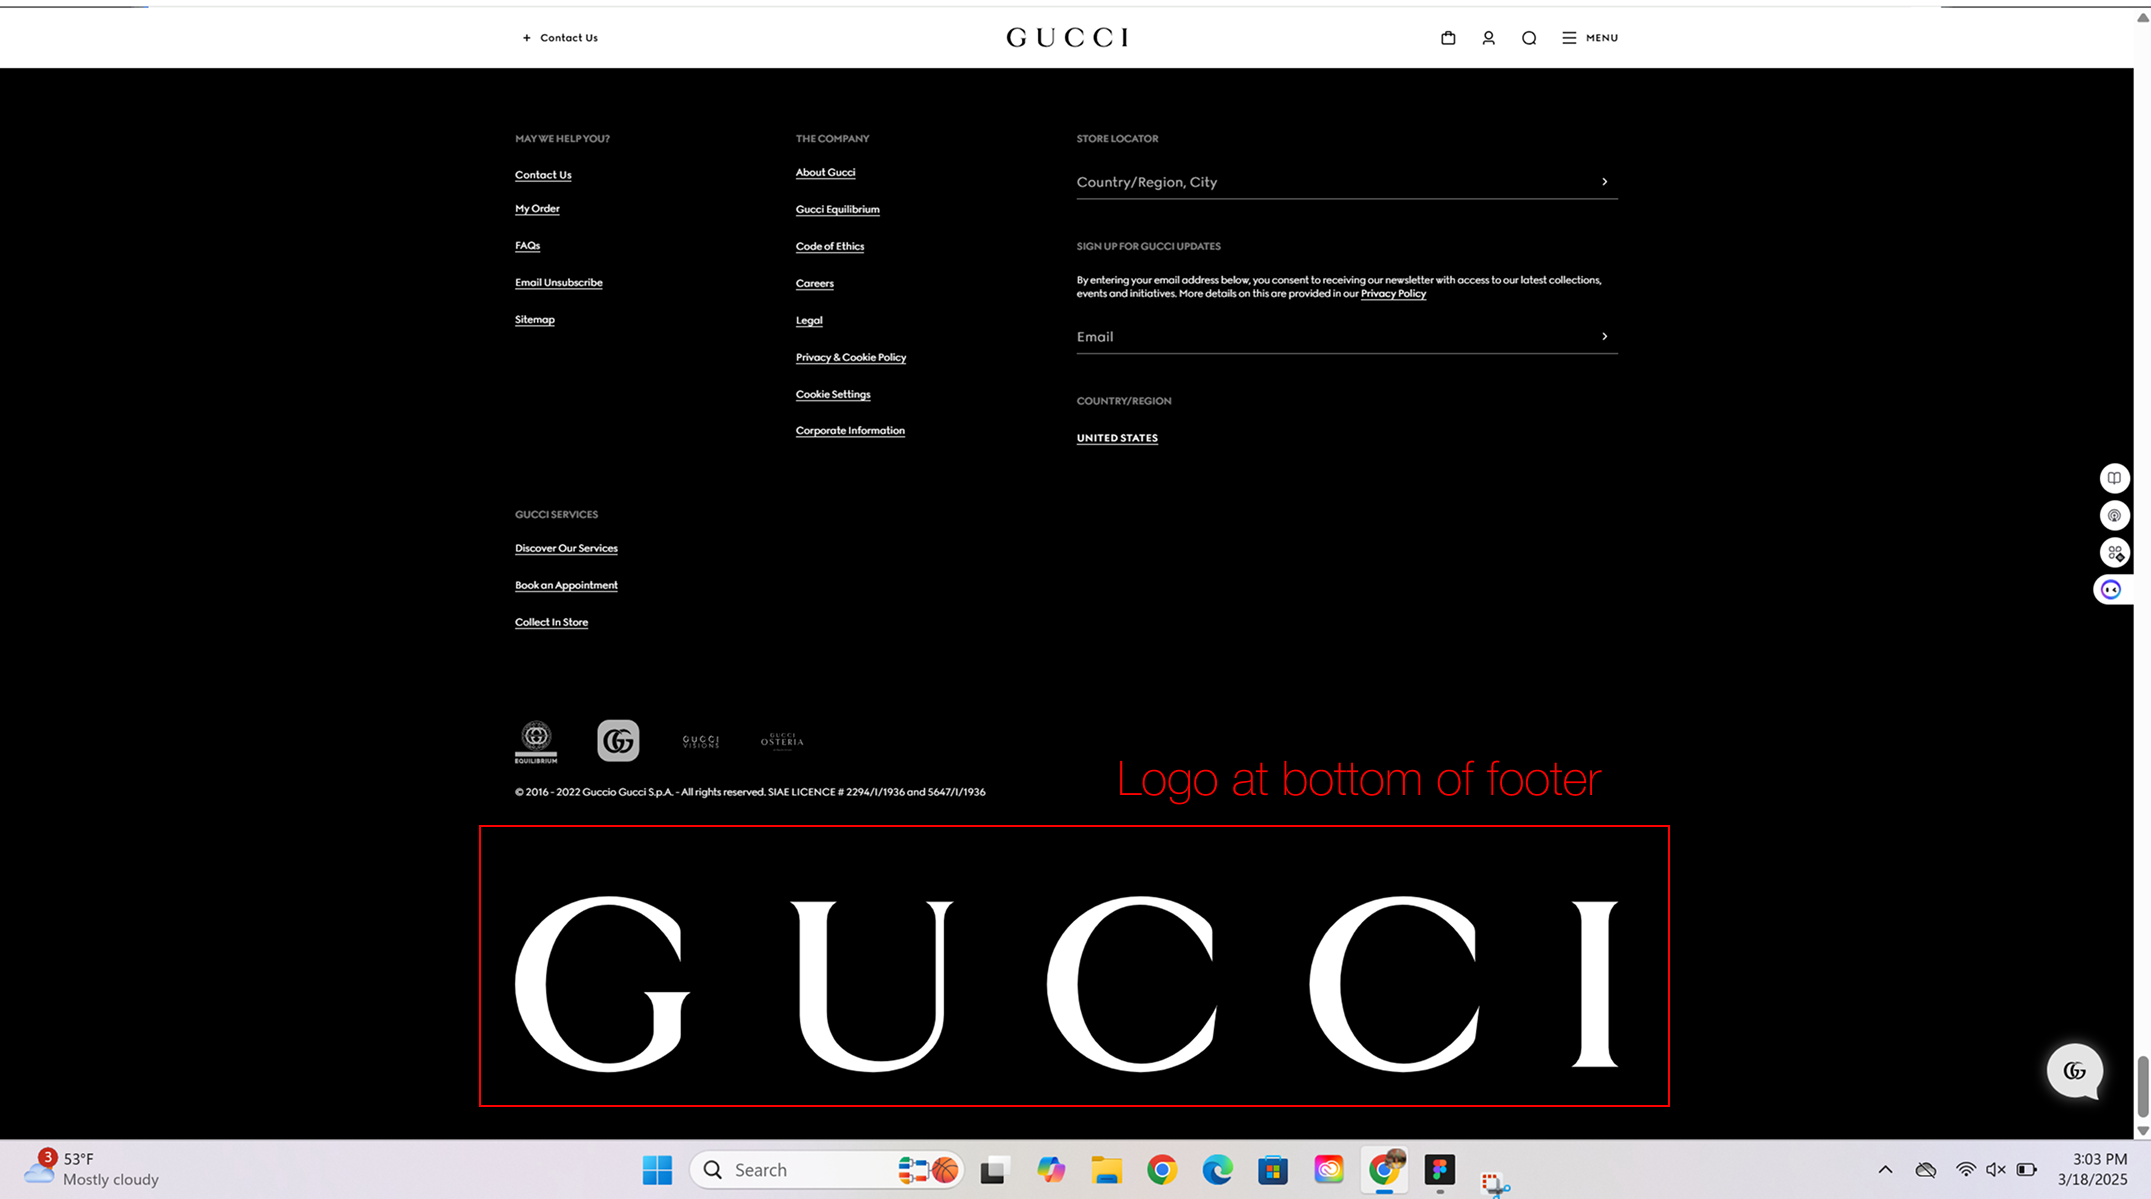 + Contact Us
GUCCI
MENU
MAY WE HELP YOU?
Contact Us
My Order
FAQs
Email Unsubscribe
Sitemap
THE COMPANY
About Gucci
Gucci Equilibrium
Code of Ethics
Careers
Legal
Privacy & Cookie Policy
Cookie Settings
Corporate Information
STORE LOCATOR
Country/Region, City
SIGN UP FOR GUCCI UPDATES
By entering your email address below, you consent to receiving our newsletter with access to our latest collections,
events and initiatives. More details on this are provided in our Privacy Policy
Email
COUNTRY/REGION
UNITED STATES
GUCCI SERVICES
Discover Our Services
Book an Appointment
Collect In Store
EQUILIBRIUM
GUCCI
VISIONS
GUCCI
OSTERIA
© 2016 - 2022 Guccio Gucci S.p.A. - All rights reserved. SIAE LICENCE # 2294/I/1936 and 5647/I/1936
Logo at bottom of footer
GUCCI
3
53°F
Mostly cloudy
Search
3:03 PM
3/18/2025